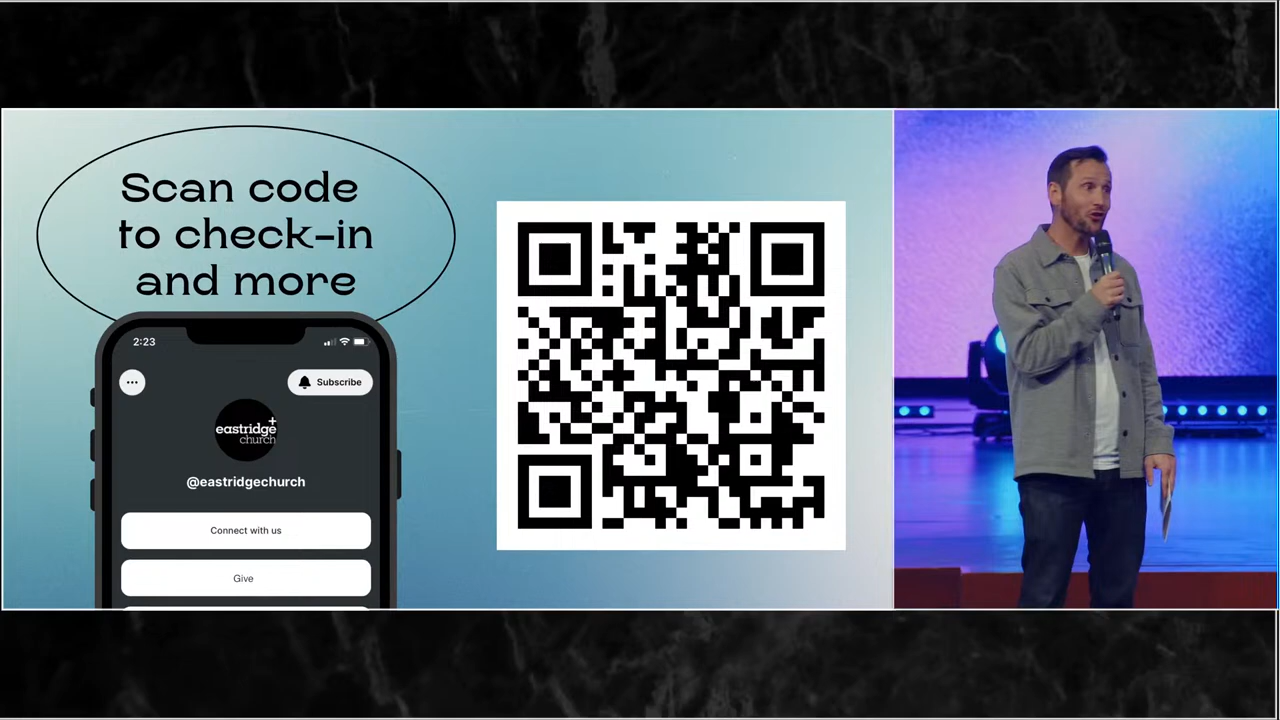 Scan code
to check-in
and more
2:23
Subscribe
eastridge
church
@eastridgechurch
Connect with us
Give